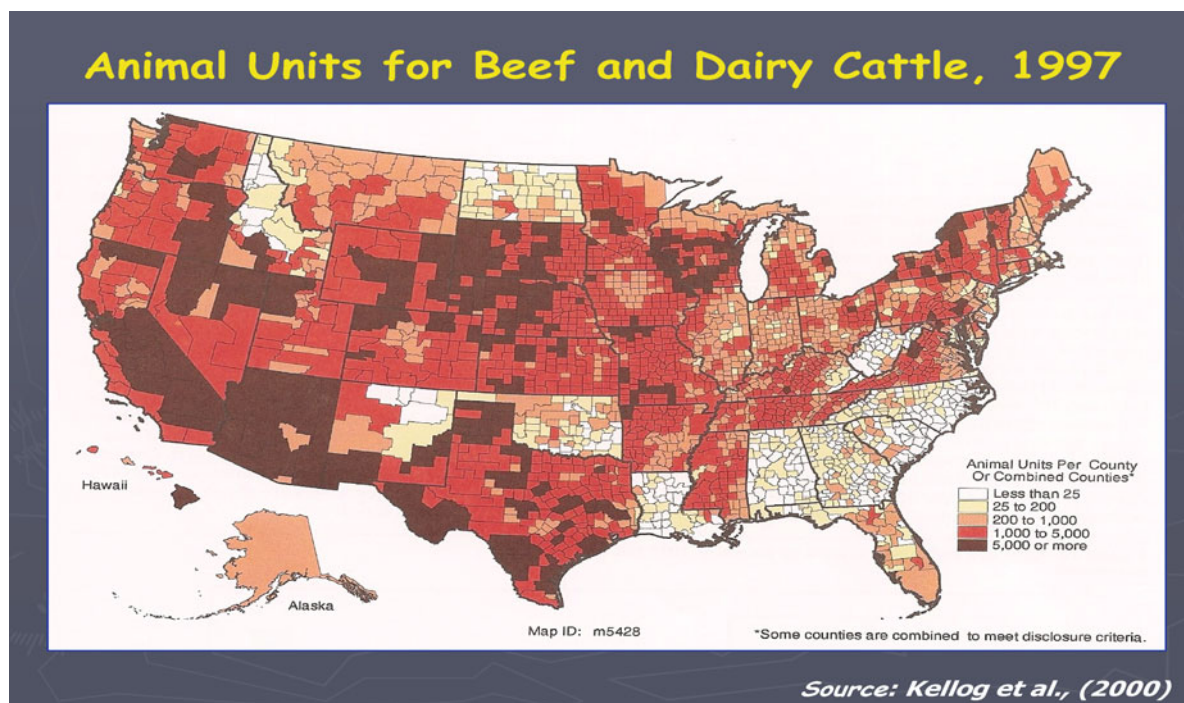 Animal Units for Beef and Dairy Cattle, 1997
Hawaii
Alaska
Animal Units Per County
Or Combined Counties*
Less than 25
25 to 200
200 to 1,000
1,000 to 5,000
5,000 or more
Map ID: m5428
*Some counties are combined to meet disclosure criteria.
Source: Kellog et al., (2000)